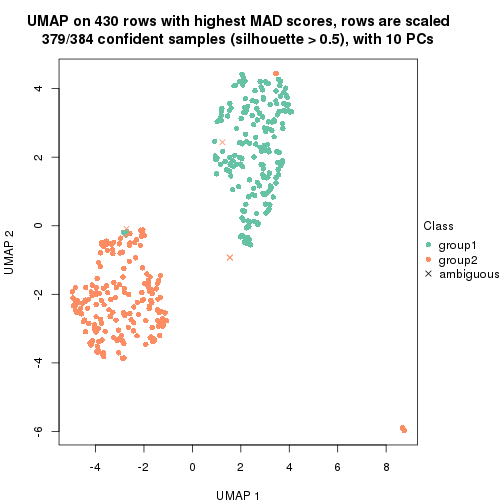 UMAP on 430 rows with highest MAD scores, rows are scaled
379/384 confident samples (silhouette > 0.5), with 10 PCs
4
2
0
-2
-4
-6
UMAP 2
-4
-2
0
2
4
6
8
UMAP 1
Class
group1
group2
ambiguous